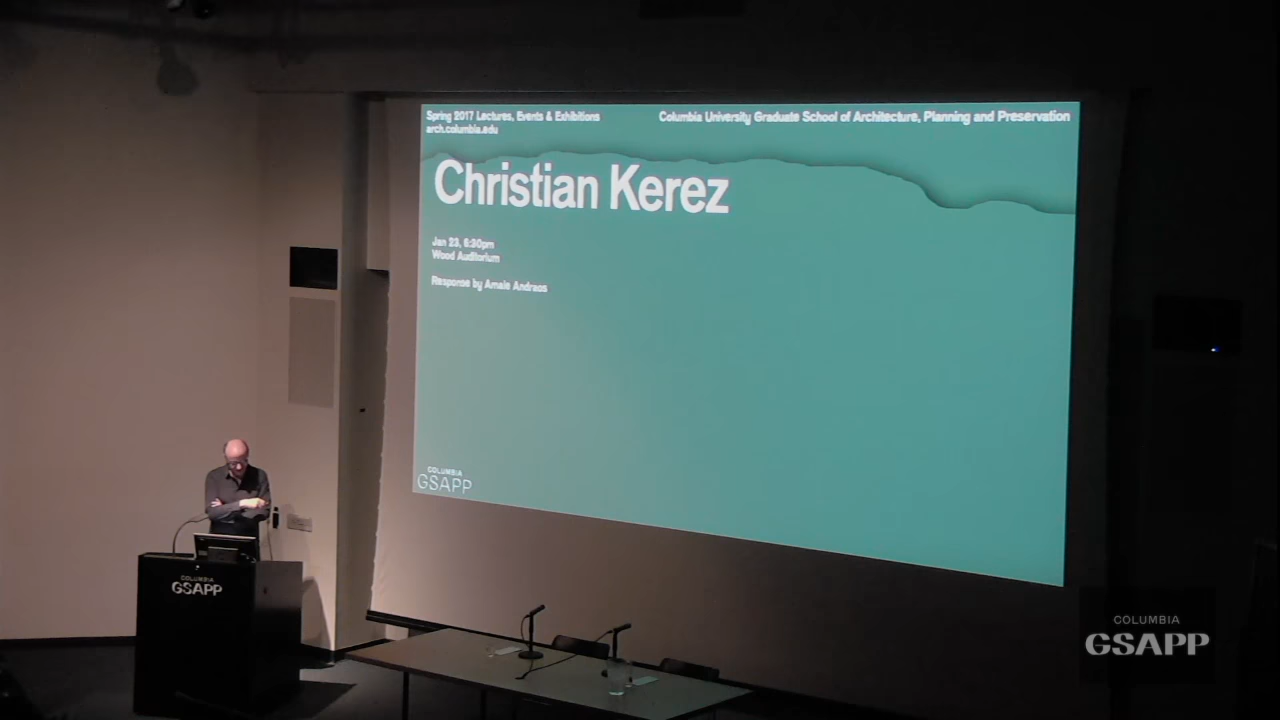 Spring 2017 Lectures, Events & Exhibitions
arch.columbia.edu
Columbia University Graduate School of Architecture, Planning and Preservation
Christian Kerez
Jan 23, 6:30pm
Wood Auditorium
Response by Amale Andraos
COLUMBIA
GSAPP
COLUMBIA
GSAPP
COLUMBIA
GSAPP